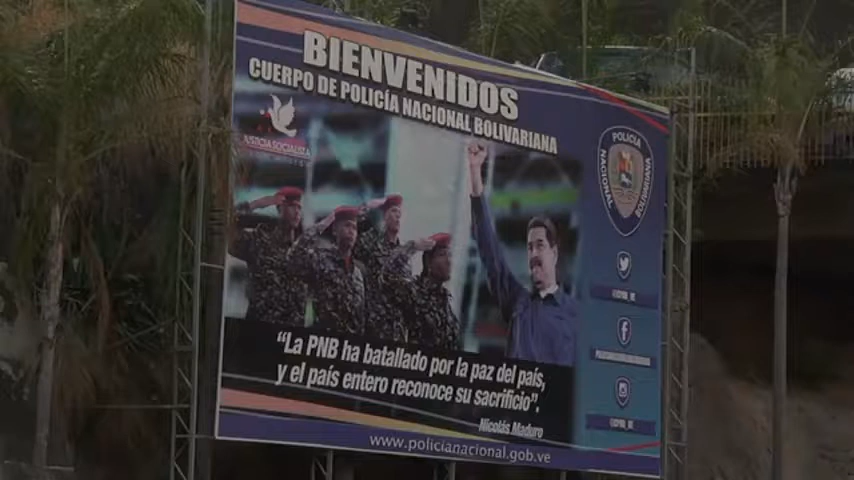 BIENVENIDOS
CUERPO DE POLICÍA NACIONAL BOLIVARIANA
JUSTICIA SOCIALISTA
POLICÍA
NACIONAL
BOLIVARIANA
"La PNB ha batallado por la paz del país,
y el país entero reconoce su sacrificio".
Nicolás Maduro
www.policianacional.gob.ve